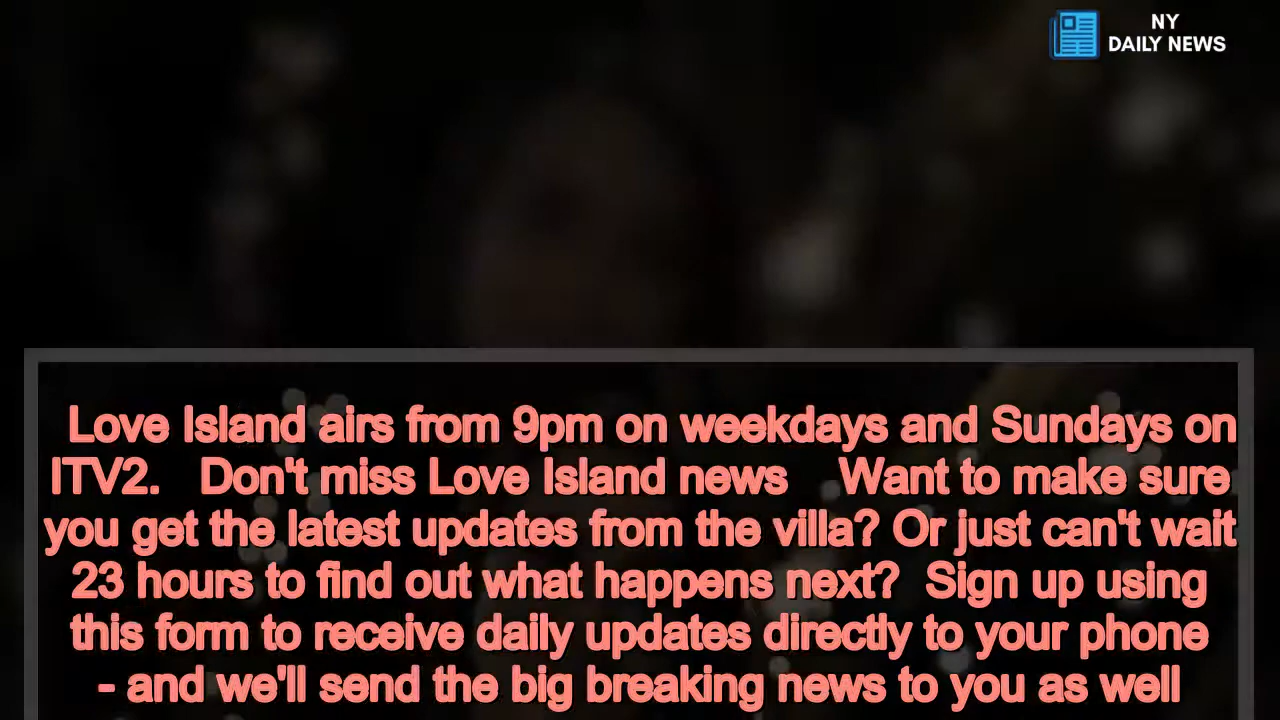 NY
DAILY NEWS
Love Island airs from 9pm on weekdays and Sundays on
ITV2. Don't miss Love Island news Want to make sure
you get the latest updates from the villa? Or just can't wait
23 hours to find out what happens next? Sign up using
this form to receive daily updates directly to your phone
- and we'll send the big breaking news to you as well